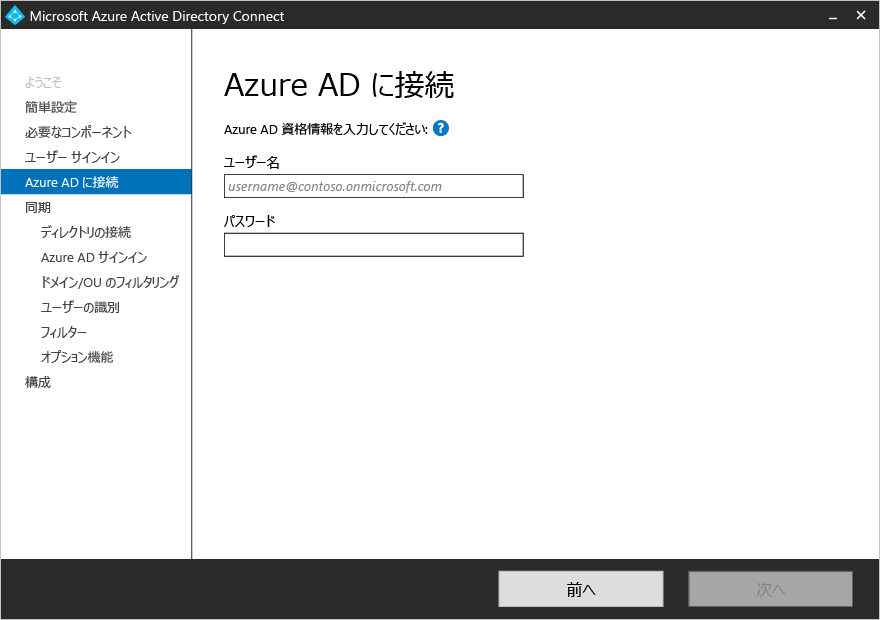 Microsoft Azure Active Directory Connect
ようこそ
簡単設定
必要なコンポーネント
ユーザー サインイン
Azure AD に接続
同期
ディレクトリの接続
Azure AD サインイン
ドメイン/OU のフィルタリング
ユーザーの識別
フィルター
オプション機能
構成
Azure AD に接続
Azure AD 資格情報を入力してください: ?
ユーザー名
username@contoso.onmicrosoft.com
パスワード
前へ
次へ